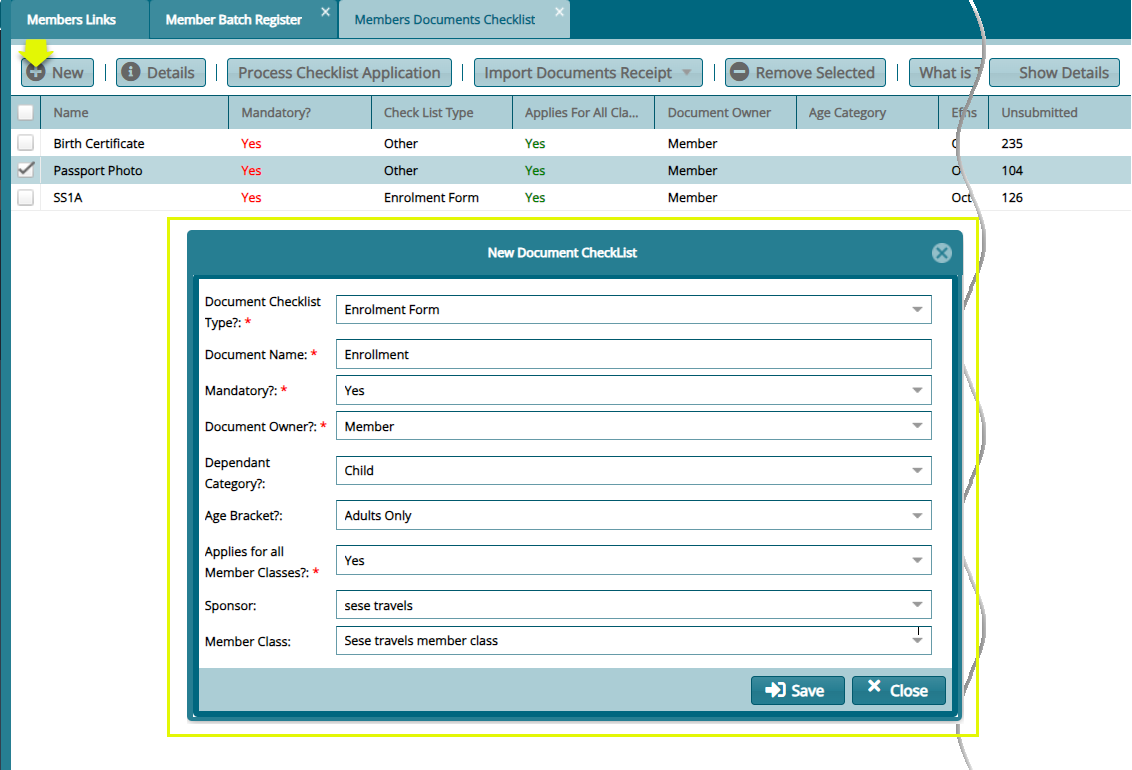 Members Links Member Batch Register Members Documents Checklist
New Details Process Checklist Application Import Documents Receipt Remove Selected What is Show Details
Name Mandatory? Check List Type Applies For All Cla... Document Owner Age Category Unsubmitted
Birth Certificate Yes Other Yes Member 235
Passport Photo Yes Other Yes Member 104
SS1A Yes Enrolment Form Yes Member Oct 126
New Document CheckList
Document Checklist
Type?: * Enrolment Form
Document Name: * Enrollment
Mandatory?: * Yes
Document Owner?: * Member
Dependant
Category?: Child
Age Bracket?: Adults Only
Applies for all
Member Classes?: * Yes
Sponsor: sese travels
Member Class: Sese travels member class
Save Close